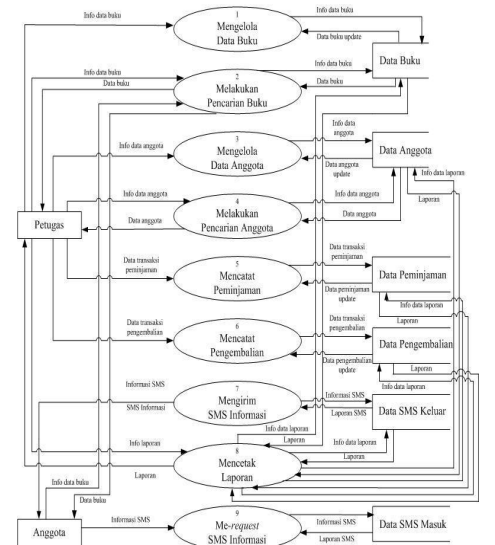 1
Info data buku
Mengelola
Data Buku
Info data buku
Data buku update
Data Buku
Info data buku
Data buku
2
Melakukan
Pencarian Buku
Info data buku
Data buku
3
Mengelola
Data Anggota
Info data anggota
Info data
anggota
Data anggota
update
Data Anggota
Info data laporan
Laporan
4
Melakukan
Pencarian Anggota
Info data anggota
Data anggota
Info data anggota
Data anggota
Petugas
5
Mencatat
Peminjaman
Data transaksi
peminjaman
Data transaksi
peminjaman
Data peminjaman
update
Data Peminjaman
Info data laporan
Laporan
6
Mencatat
Pengembalian
Data transaksi
pengembalian
Data transaksi
pengembalian
Data pengembalian
update
Data Pengembalian
Laporan
Info data laporan
7
Mengirim
SMS Informasi
Informasi SMS
SMS Informasi
Informasi SMS
Laporan SMS
Data SMS Keluar
Info data laporan
Laporan
Info data laporan
Laporan
8
Mencetak
Laporan
Info laporan
Laporan
Info data buku
Data buku
9
Me-request
SMS Informasi
Anggota
Informasi SMS
Informasi SMS
Laporan SMS
Data SMS Masuk